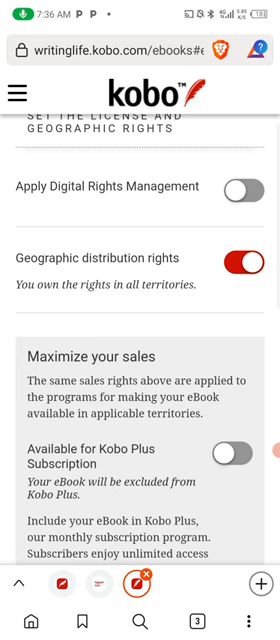 7:36 AM P P •
writinglife.kobo.com/ebooks#e
kobo™
SET THE LICENSE AND
GEOGRAPHIC RIGHTS
Apply Digital Rights Management
Geographic distribution rights
You own the rights in all territories.
Maximize your sales
The same sales rights above are applied to
the programs for making your eBook
available in applicable territories.
Available for Kobo Plus
Subscription
Your eBook will be excluded from
Kobo Plus.
Include your eBook in Kobo Plus,
our monthly subscription program.
Subscribers enjoy unlimited access
3